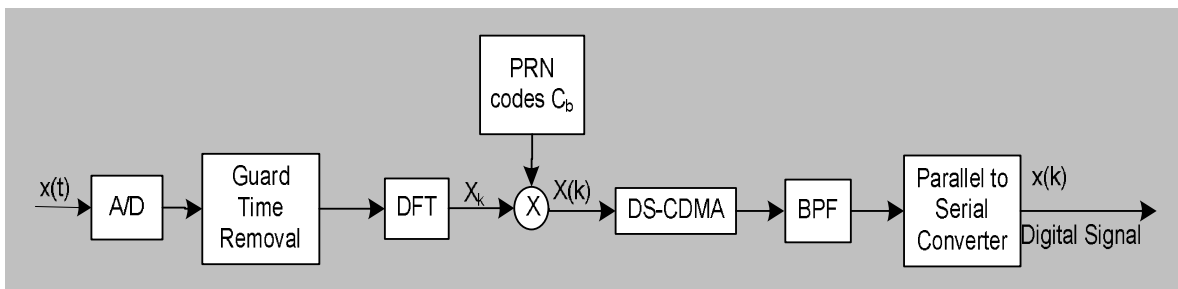 PRN
codes C_b
x(t)
A/D
Guard
Time
Removal
DFT
X_k
X
X(k)
DS-CDMA
BPF
Parallel to
Serial
Converter
x(k)
Digital Signal